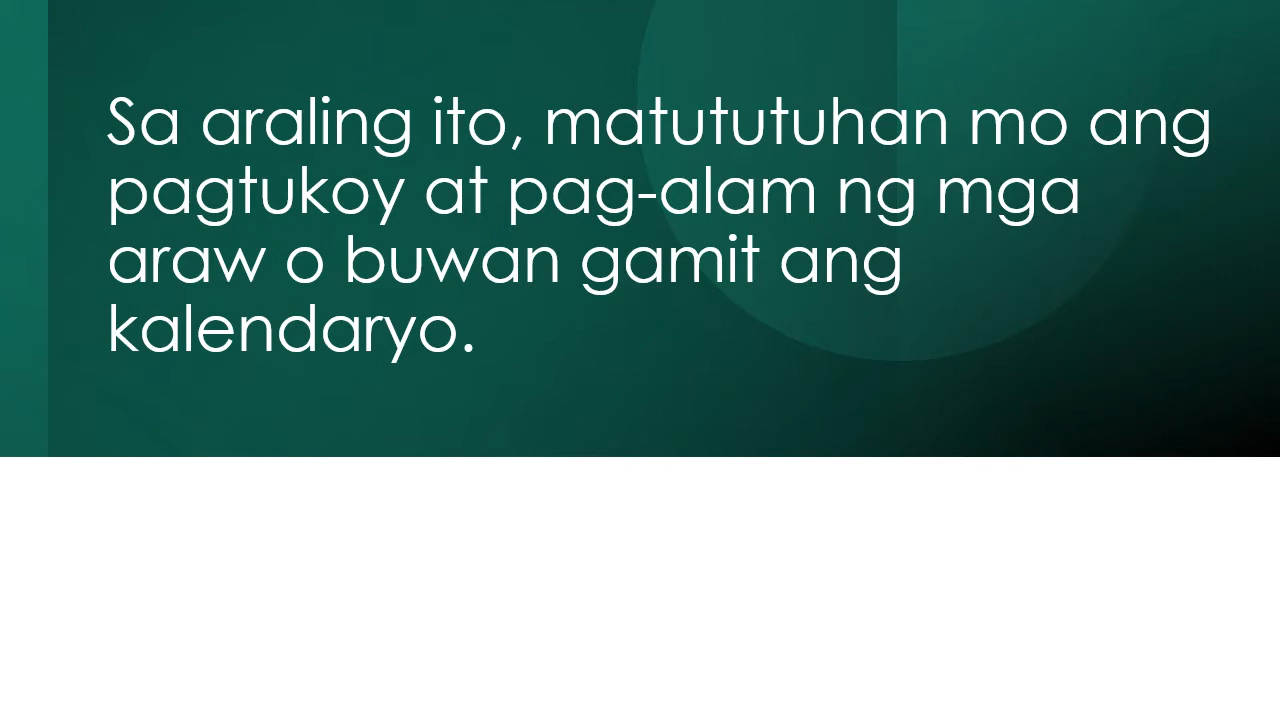 Sa araling ito, matututuhan mo ang
pagtukoy at pag-alam ng mga
araw o buwan gamit ang
kalendaryo.